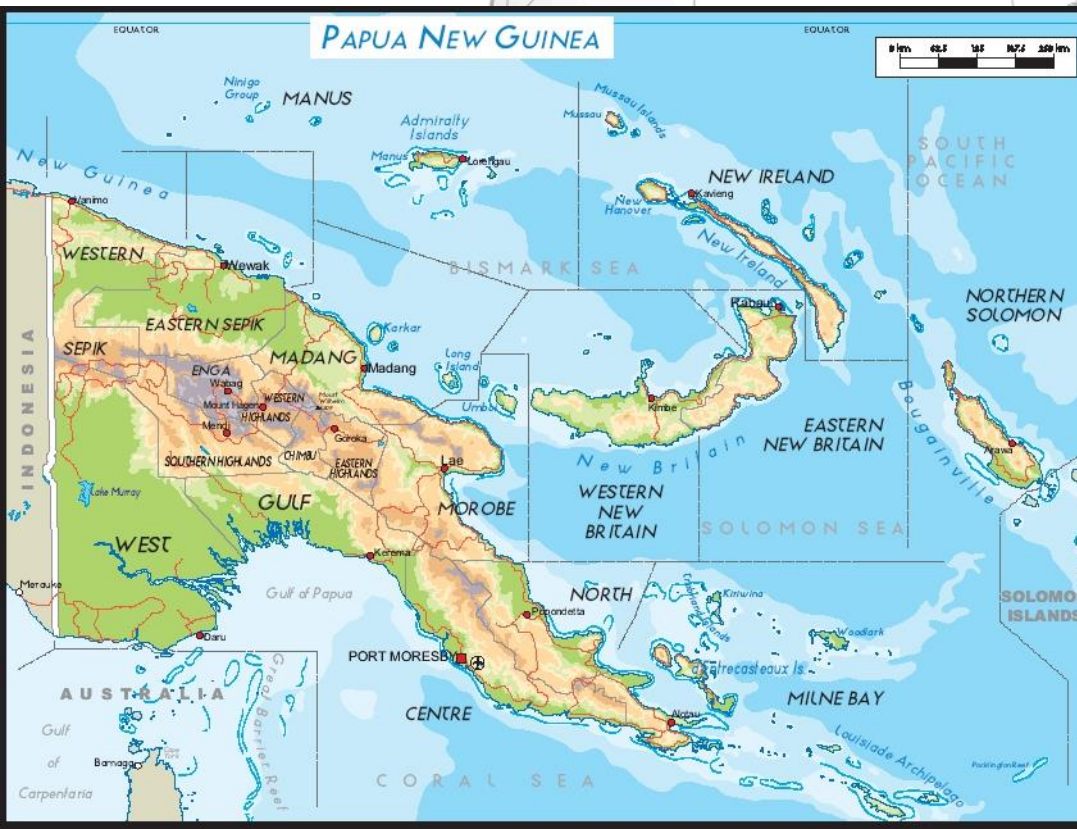 EQUATOR
PAPUA NEW GUINEA
EQUATOR
Ninigo
Group
MANUS
Admiralty
Islands
Manus
Lorengau
Mussau Islands
Mussau
SOUTH
PACIFIC
OCEAN
New Guinea
Vanimo
NEW IRELAND
New
Hanover
Kavieng
New Ireland
WESTERN
Wewak
BISMARK SEA
Rabaul
NORTHERN
SOLOMON
EASTERN SEPIK
SEPIK
Karkar
MADANG
Madang
Long
Island
Umboi
ENGA
Wabag
Mount Hagen
WESTERN
HIGHLANDS
Mendi
Goroka
SOUTHERN HIGHLANDS
CHIMBU
EASTERN
HIGHLANDS
Lae
Kimbe
New Britain
EASTERN
NEW BRITAIN
Bougainville
Arawa
INDONESIA
Lake Murray
GULF
MOROBE
WESTERN
NEW
BRITAIN
SOLOMON SEA
WEST
Kerema
Merauke
Gulf of Papua
NORTH
Popondetta
Kiriwina
SOLOMO
ISLANDS
Daru
PORT MORESBY
Woodlark
Entrecasteaux Is.
AUSTRALIA
Great Barrier Reef
CENTRE
MILNE BAY
Alotau
Gulf
of
Carpentaria
Bamaga
CORAL SEA
Louisiade Archipelago